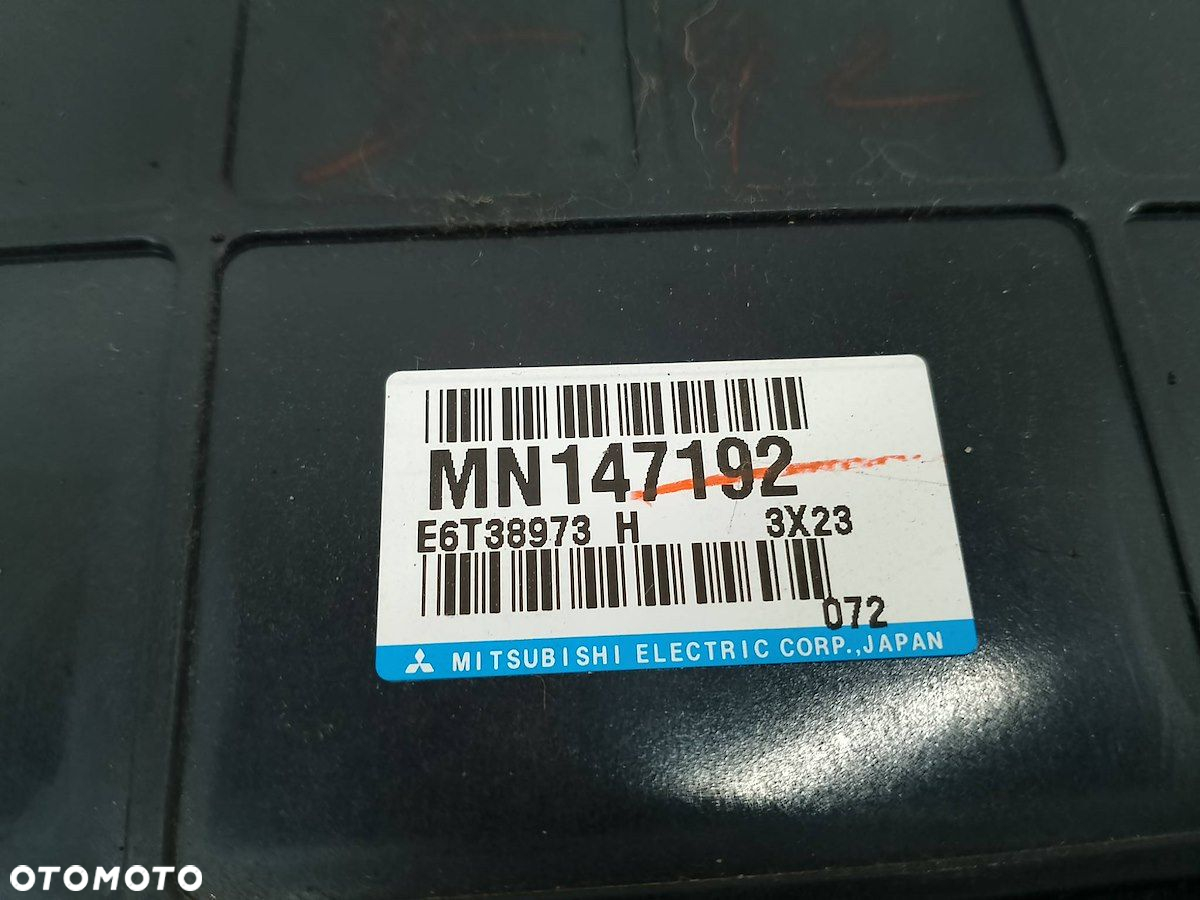 MN147192
E6T38973 H 3X23
072
MITSUBISHI ELECTRIC CORP.,JAPAN
OTOMOTO